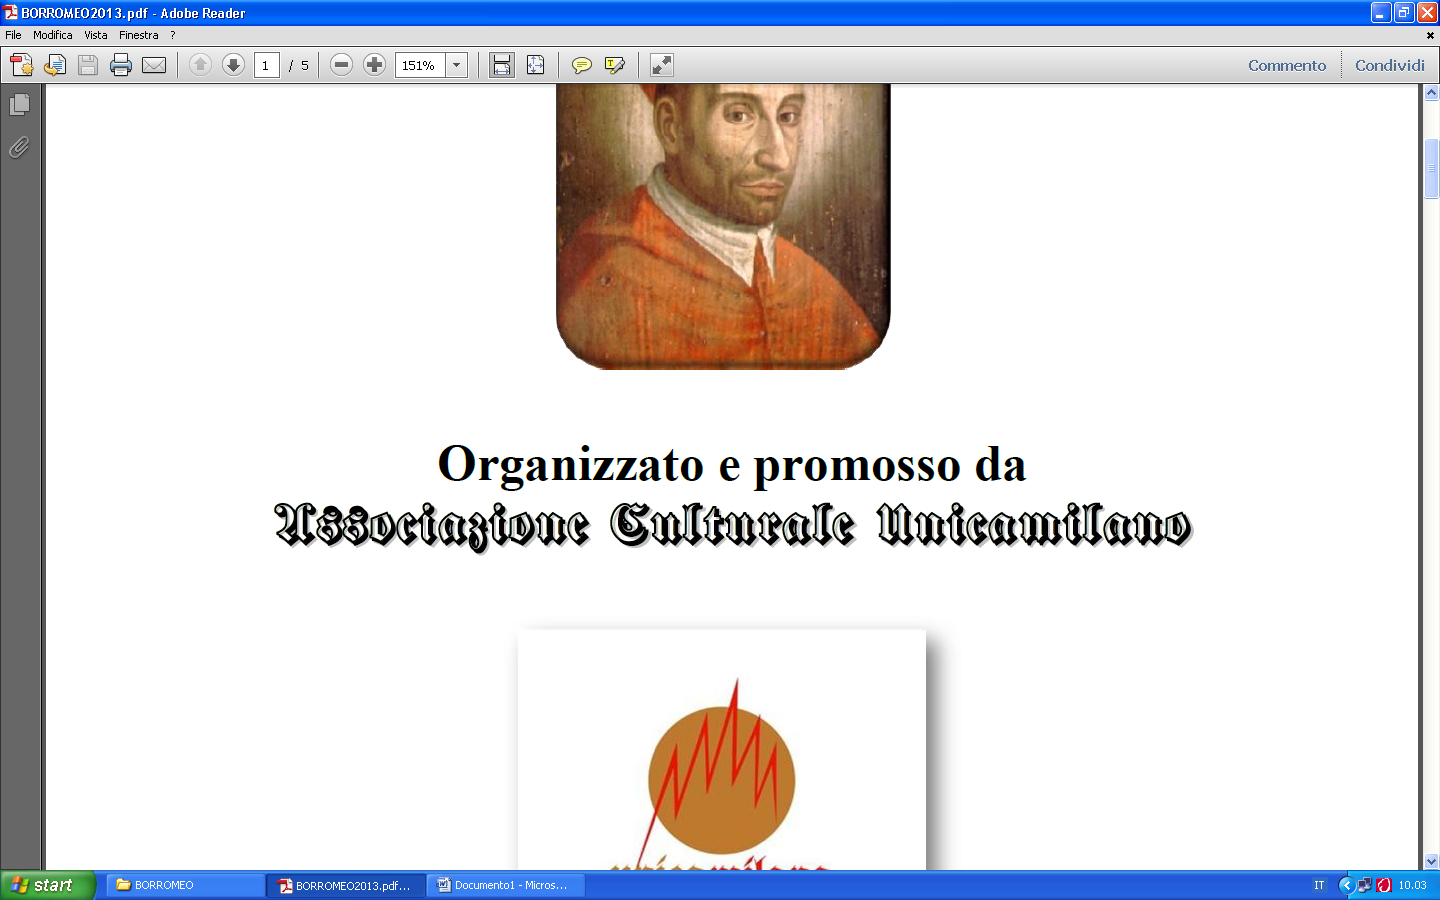 BORROMEO2013.pdf - Adobe Reader
File Modifica Vista Finestra ?
1 / 5 151% Commento Condividi
Organizzato e promosso da
Associazione Culturale Unicamilano
unicamilano
start BORROMEO BORROMEO2013.pdf... Documento1 - Micros... IT 10.03